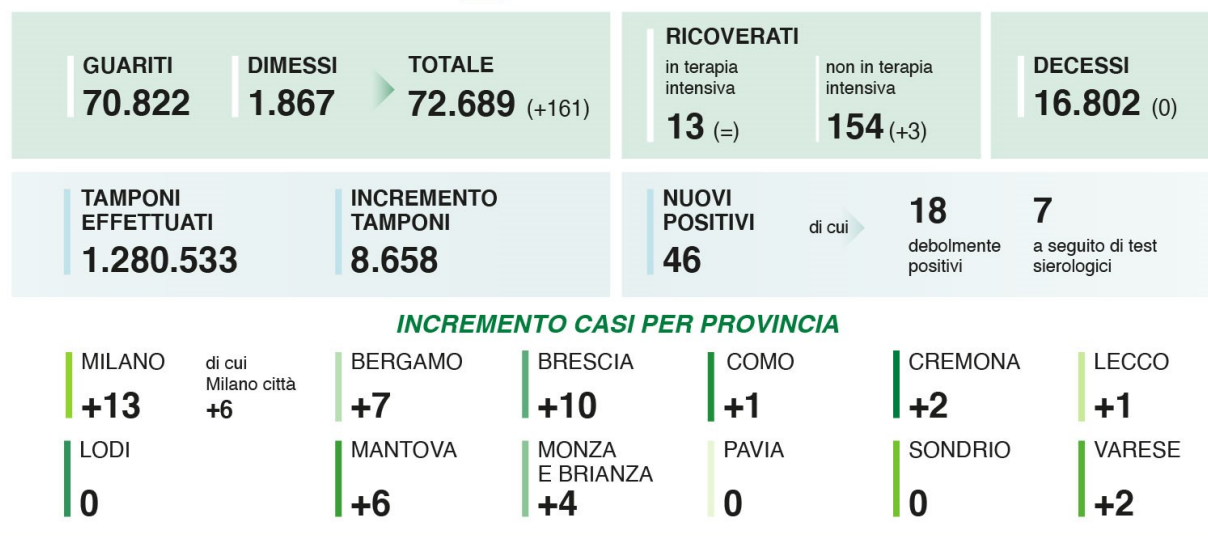 GUARITI
70.822
DIMESSI
1.867
TOTALE
72.689 (+161)
RICOVERATI
in terapia
intensiva
13 (=)
non in terapia
intensiva
154 (+3)
DECESSI
16.802 (0)
TAMPONI
EFFETTUATI
1.280.533
INCREMENTO
TAMPONI
8.658
NUOVI
POSITIVI
46
di cui
18
debolmente
positivi
7
a seguito di test
sierologici
INCREMENTO CASI PER PROVINCIA
MILANO
+13
di cui
Milano città
+6
BERGAMO
+7
BRESCIA
+10
COMO
+1
CREMONA
+2
LECCO
+1
LODI
0
MANTOVA
+6
MONZA
E BRIANZA
+4
PAVIA
0
SONDRIO
0
VARESE
+2